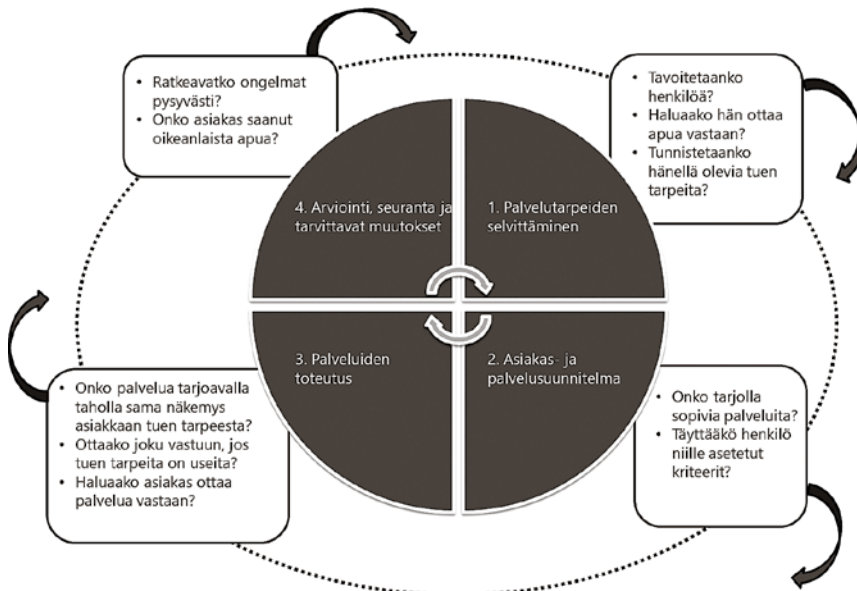 • Ratkeavatko ongelmat
pysyvästi?
• Onko asiakas saanut
oikeanlaista apua?
• Tavoitetaanko
henkilöä?
• Haluaako hän ottaa
apua vastaan?
• Tunnistetaanko
hänellä olevia tuen
tarpeita?
4. Arviointi, seuranta ja
tarvittavat muutokset
1. Palvelutarpeiden
selvittäminen
3. Palveluiden
toteutus
2. Asiakas- ja
palvelusuunnitelma
• Onko palvelua tarjoavalla
taholla sama näkemys
asiakkaan tuen tarpeesta?
• Ottaako joku vastuun, jos
tuen tarpeita on useita?
• Haluaako asiakas ottaa
palvelua vastaan?
• Onko tarjolla
sopivia palveluita?
• Täyttääkö henkilö
niille asetetut
kriteerit?